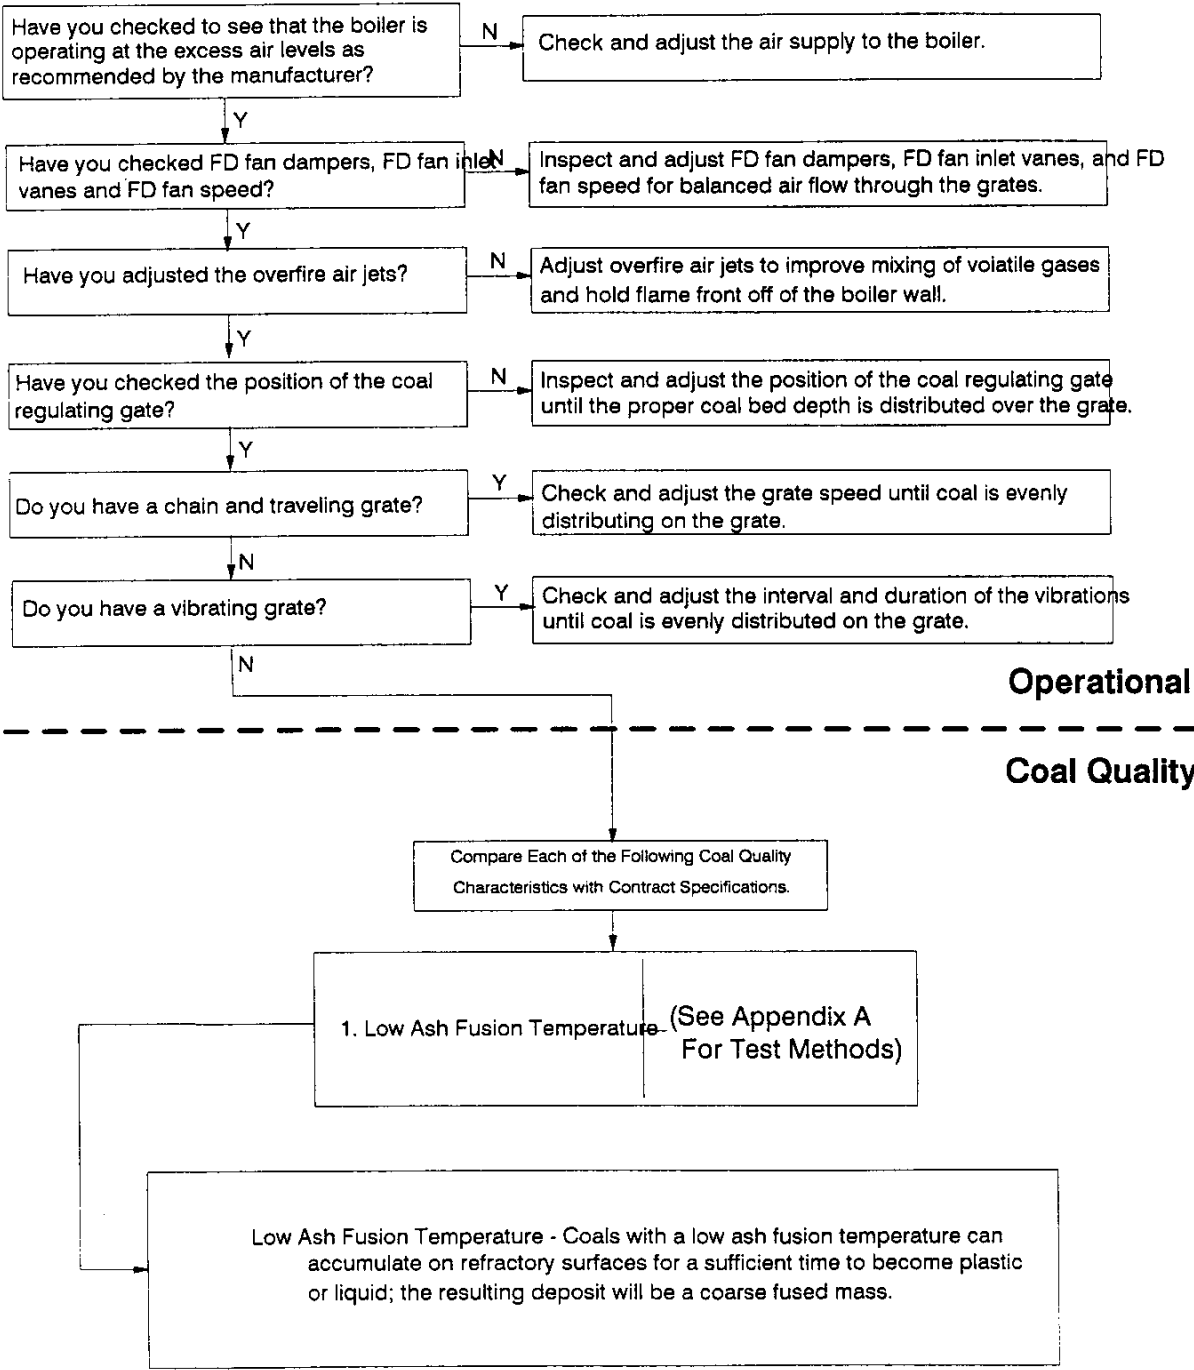 Have you checked to see that the boiler is
operating at the excess air levels as
recommended by the manufacturer?
N
Check and adjust the air supply to the boiler.
Y
Have you checked FD fan dampers, FD fan inlet
vanes and FD fan speed?
N
Inspect and adjust FD fan dampers, FD fan inlet vanes, and FD
fan speed for balanced air flow through the grates.
Y
Have you adjusted the overfire air jets?
N
Adjust overfire air jets to improve mixing of volatile gases
and hold flame front off of the boiler wall.
Y
Have you checked the position of the coal
regulating gate?
N
Inspect and adjust the position of the coal regulating gate
until the proper coal bed depth is distributed over the grate.
Y
Do you have a chain and traveling grate?
Y
Check and adjust the grate speed until coal is evenly
distributing on the grate.
N
Do you have a vibrating grate?
Y
Check and adjust the interval and duration of the vibrations
until coal is evenly distributed on the grate.
N
Operational
Coal Quality
Compare Each of the Following Coal Quality
Characteristics with Contract Specifications.
1. Low Ash Fusion Temperature
(See Appendix A
For Test Methods)
Low Ash Fusion Temperature - Coals with a low ash fusion temperature can
accumulate on refractory surfaces for a sufficient time to become plastic
or liquid; the resulting deposit will be a coarse fused mass.